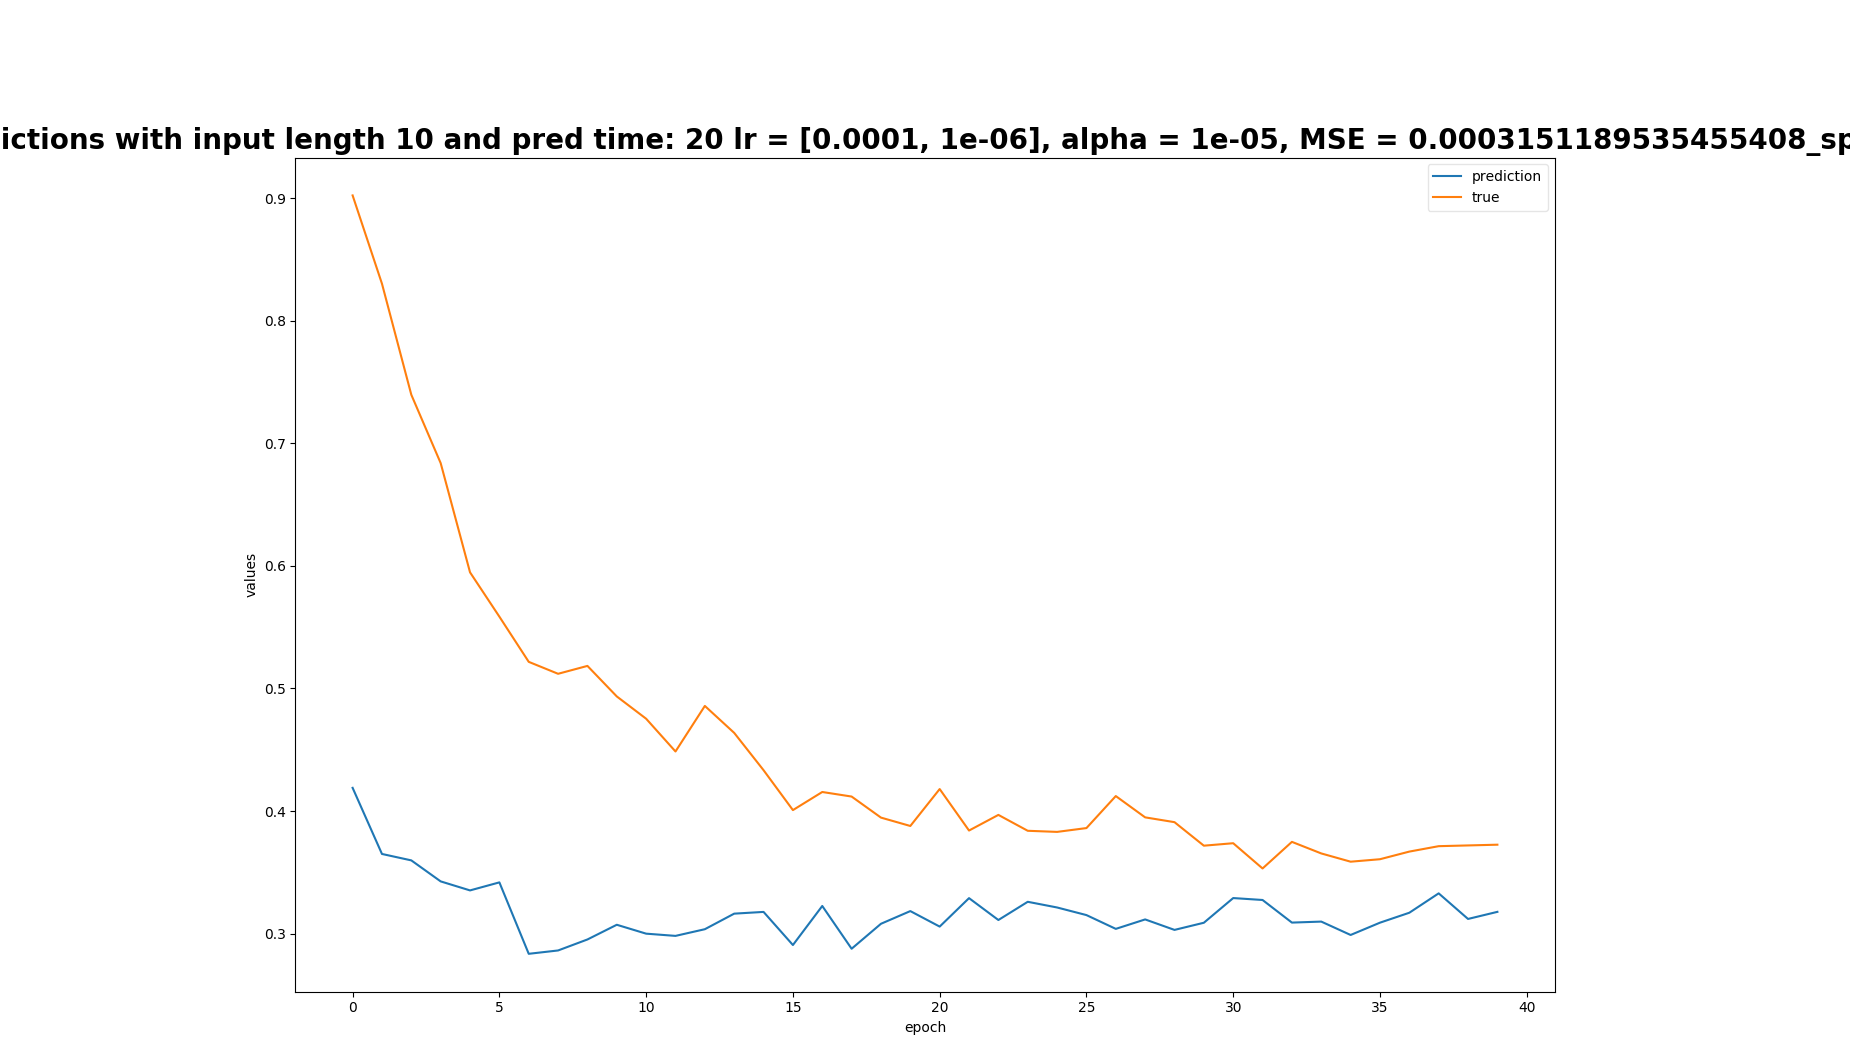 ictions with input length 10 and pred time: 20 lr = [0.0001, 1e-06], alpha = 1e-05, MSE = 0.0003151189535455408_sp
prediction
true
0.9
0.8
0.7
0.6
0.5
0.4
0.3
values
0 5 10 15 20 25 30 35 40
epoch